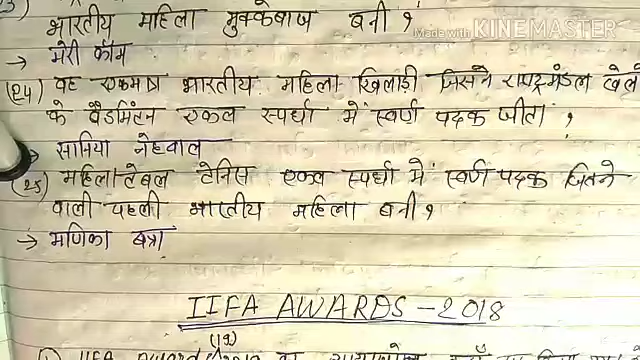 भारतीय महिला मुक्केबाज बनी ?
Made with KINEMASTER
→ मेरी कॉम
(24) वह एकमात्र भारतीय महिला खिलाड़ी जिसने राष्ट्रमंडल खेलो
के बैडमिंटन एकल स्पर्धा में स्वर्ण पदक जीता ?
सानिया नेहवाल
(25) महिला टेबल टेनिस एकल स्पर्धा में स्वर्ण पदक जितने
वाली पहली भारतीय महिला बनी ?
→ मणिका बत्रा
IIFA AWARDS - 2018
(19)
IIFA